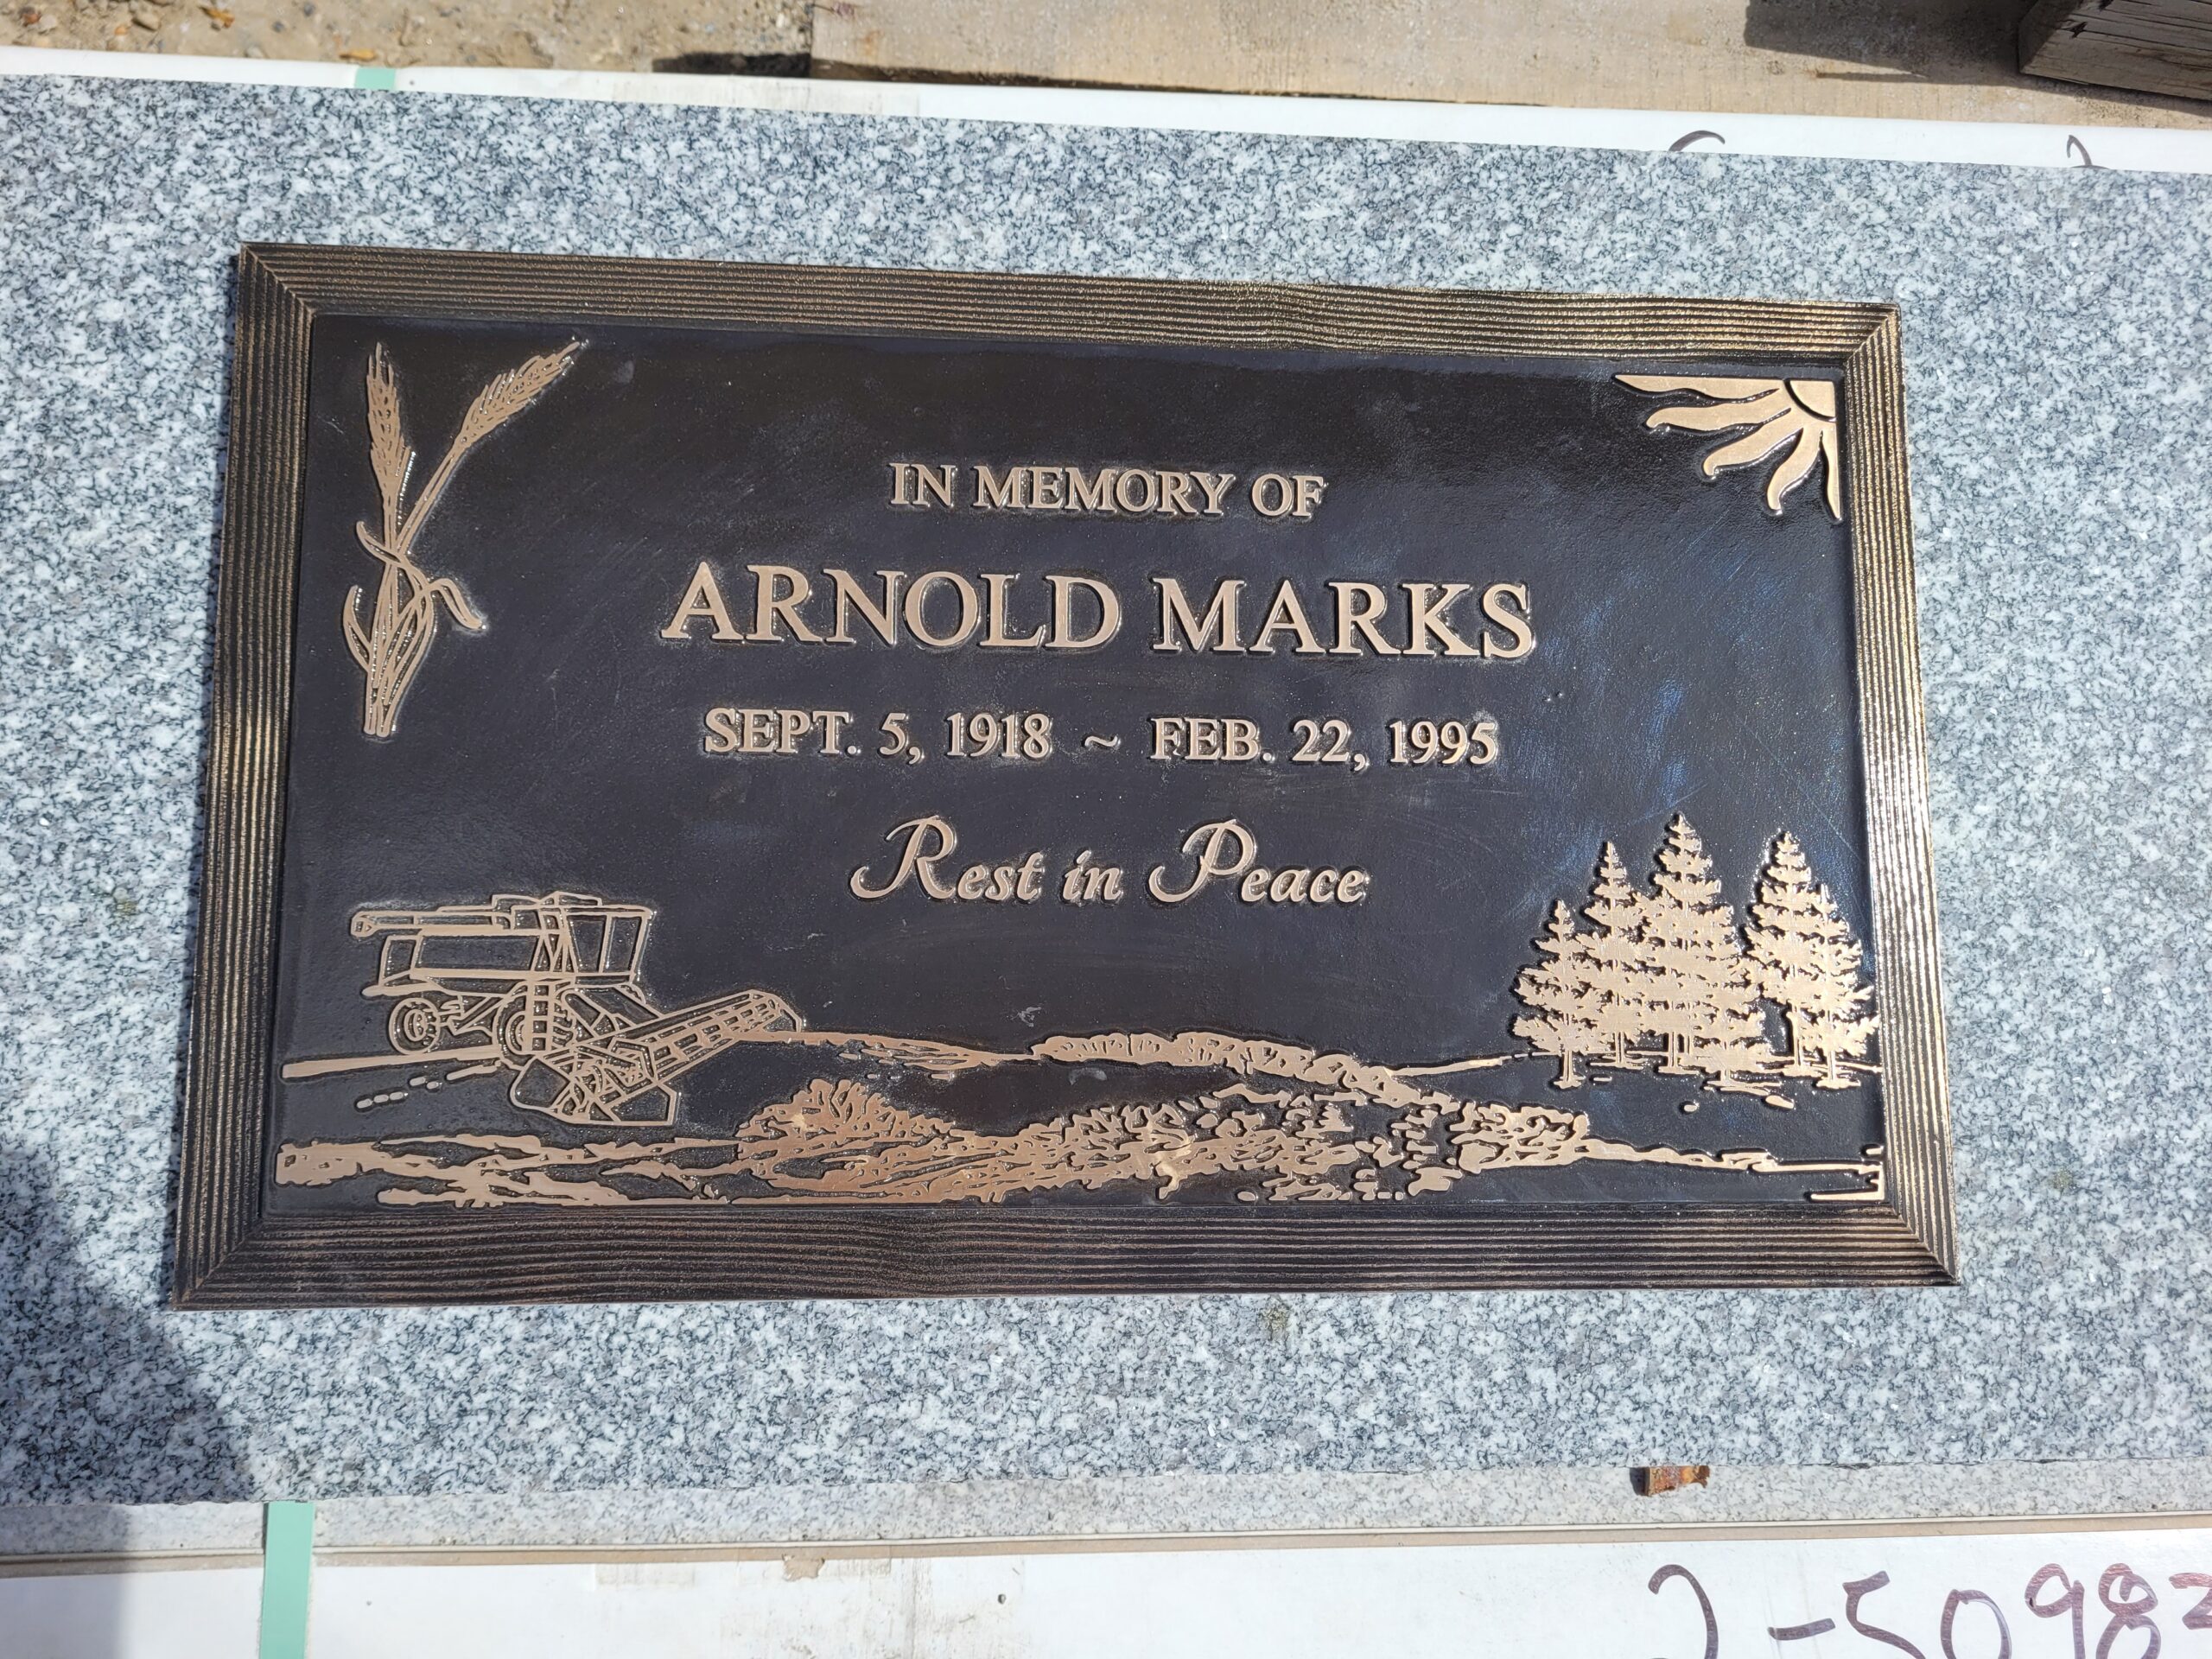 IN MEMORY OF
ARNOLD MARKS
SEPT. 5, 1918 ~ FEB. 22, 1995
Rest in Peace